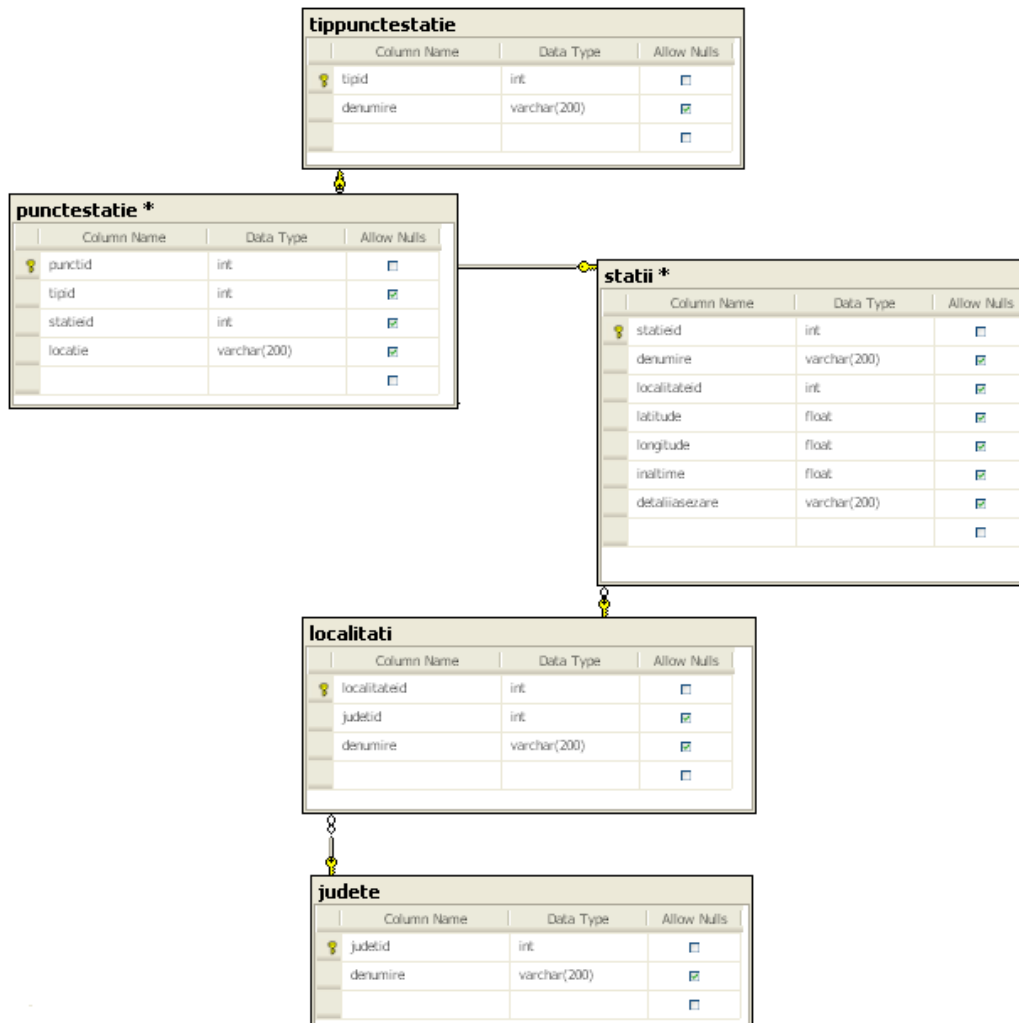 tippunctestatie
Column Name Data Type Allow Nulls
tipid int
denumire varchar(200)
punctestatie *
Column Name Data Type Allow Nulls
punctid int
tipid int
statieid int
locatie varchar(200)
statii *
Column Name Data Type Allow Nulls
statieid int
denumire varchar(200)
localitateid int
latitude float
longitude float
inaltime float
detaliiasezare varchar(200)
localitati
Column Name Data Type Allow Nulls
localitateid int
judetid int
denumire varchar(200)
judete
Column Name Data Type Allow Nulls
judetid int
denumire varchar(200)